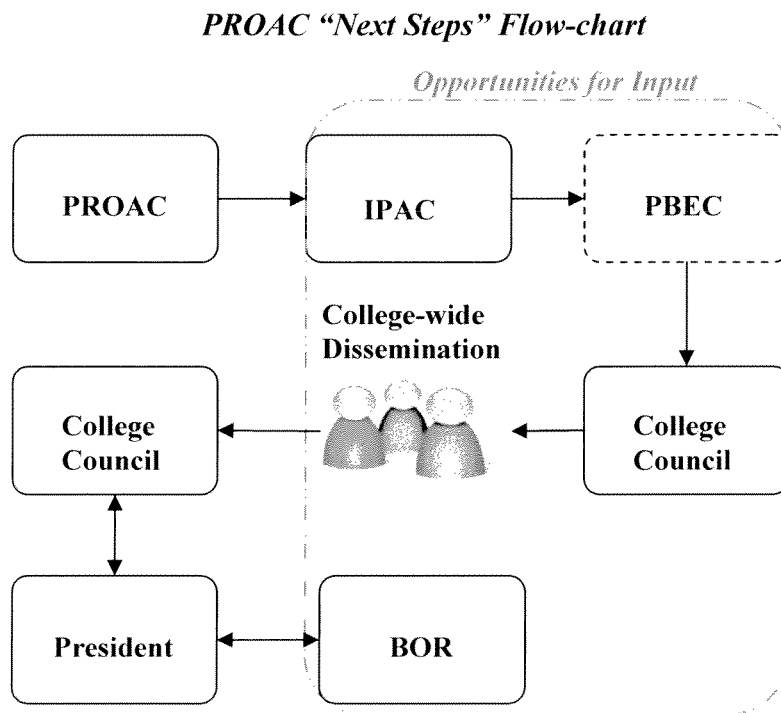 PROAC “Next Steps” Flow-chart
Opportunities for Input
PROAC
IPAC
PBEC
College-wide
Dissemination
College
Council
College
Council
President
BOR